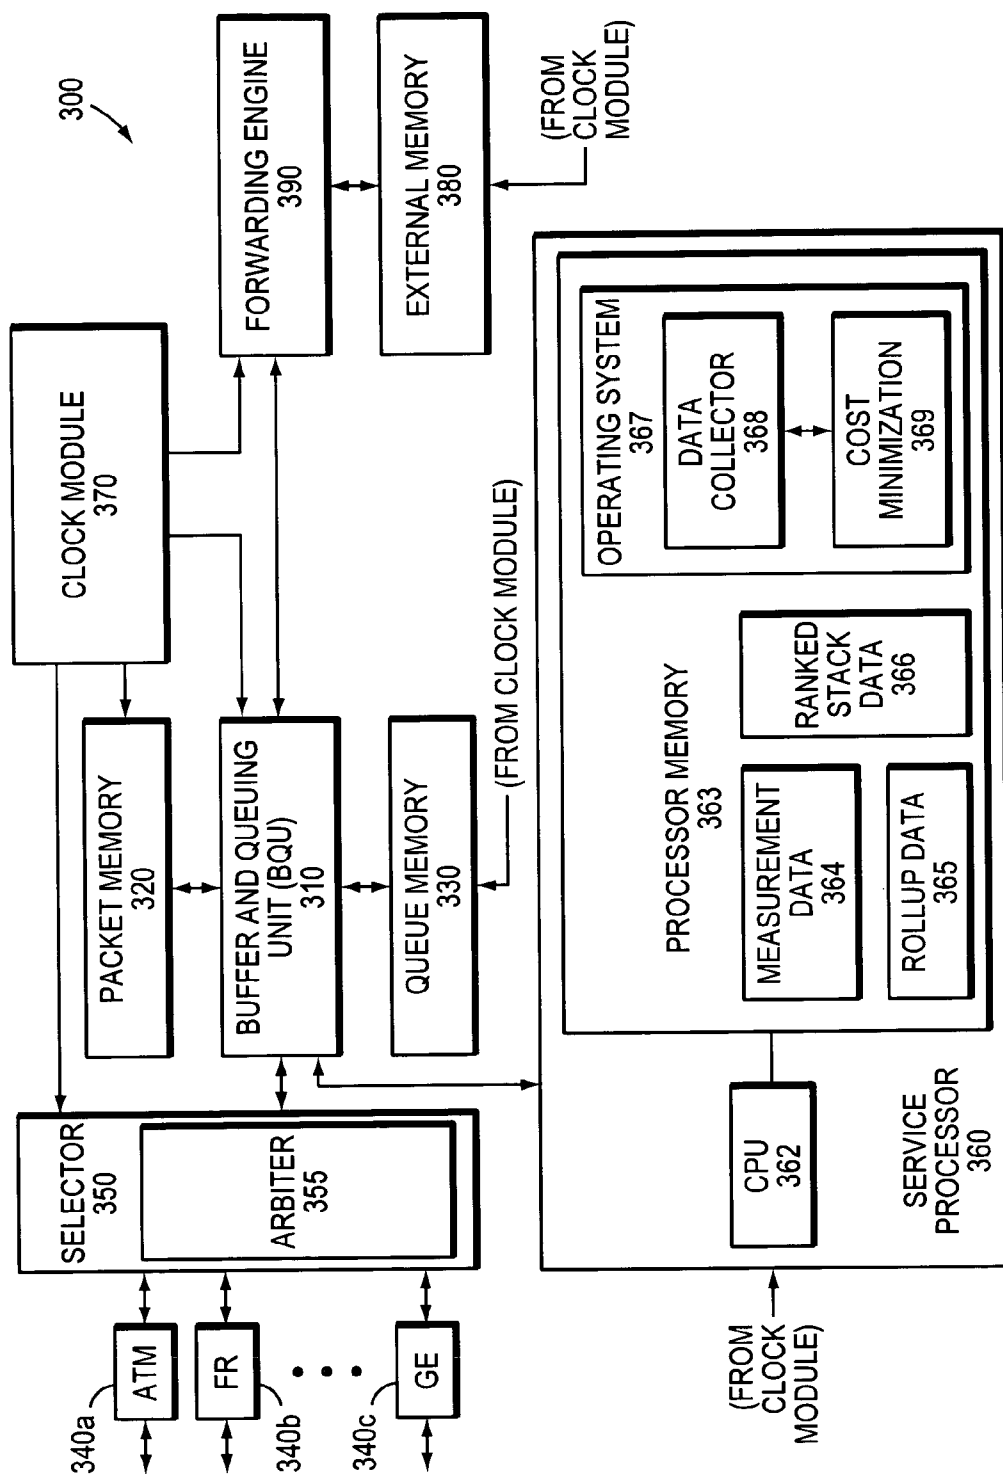 300
CLOCK MODULE
370
FORWARDING ENGINE
390
EXTERNAL MEMORY
380
(FROM
CLOCK
MODULE)
PACKET MEMORY
320
BUFFER AND QUEUING
UNIT (BQU)
310
QUEUE MEMORY
330
(FROM CLOCK MODULE)
SELECTOR
350
ARBITER
355
340a
ATM
340b
FR
340c
GE
SERVICE
PROCESSOR
360
CPU
362
(FROM
CLOCK
MODULE)
PROCESSOR MEMORY
363
MEASUREMENT
DATA
364
ROLLUP DATA
365
RANKED
STACK
DATA
366
OPERATING SYSTEM
367
DATA
COLLECTOR
368
COST
MINIMIZATION
369